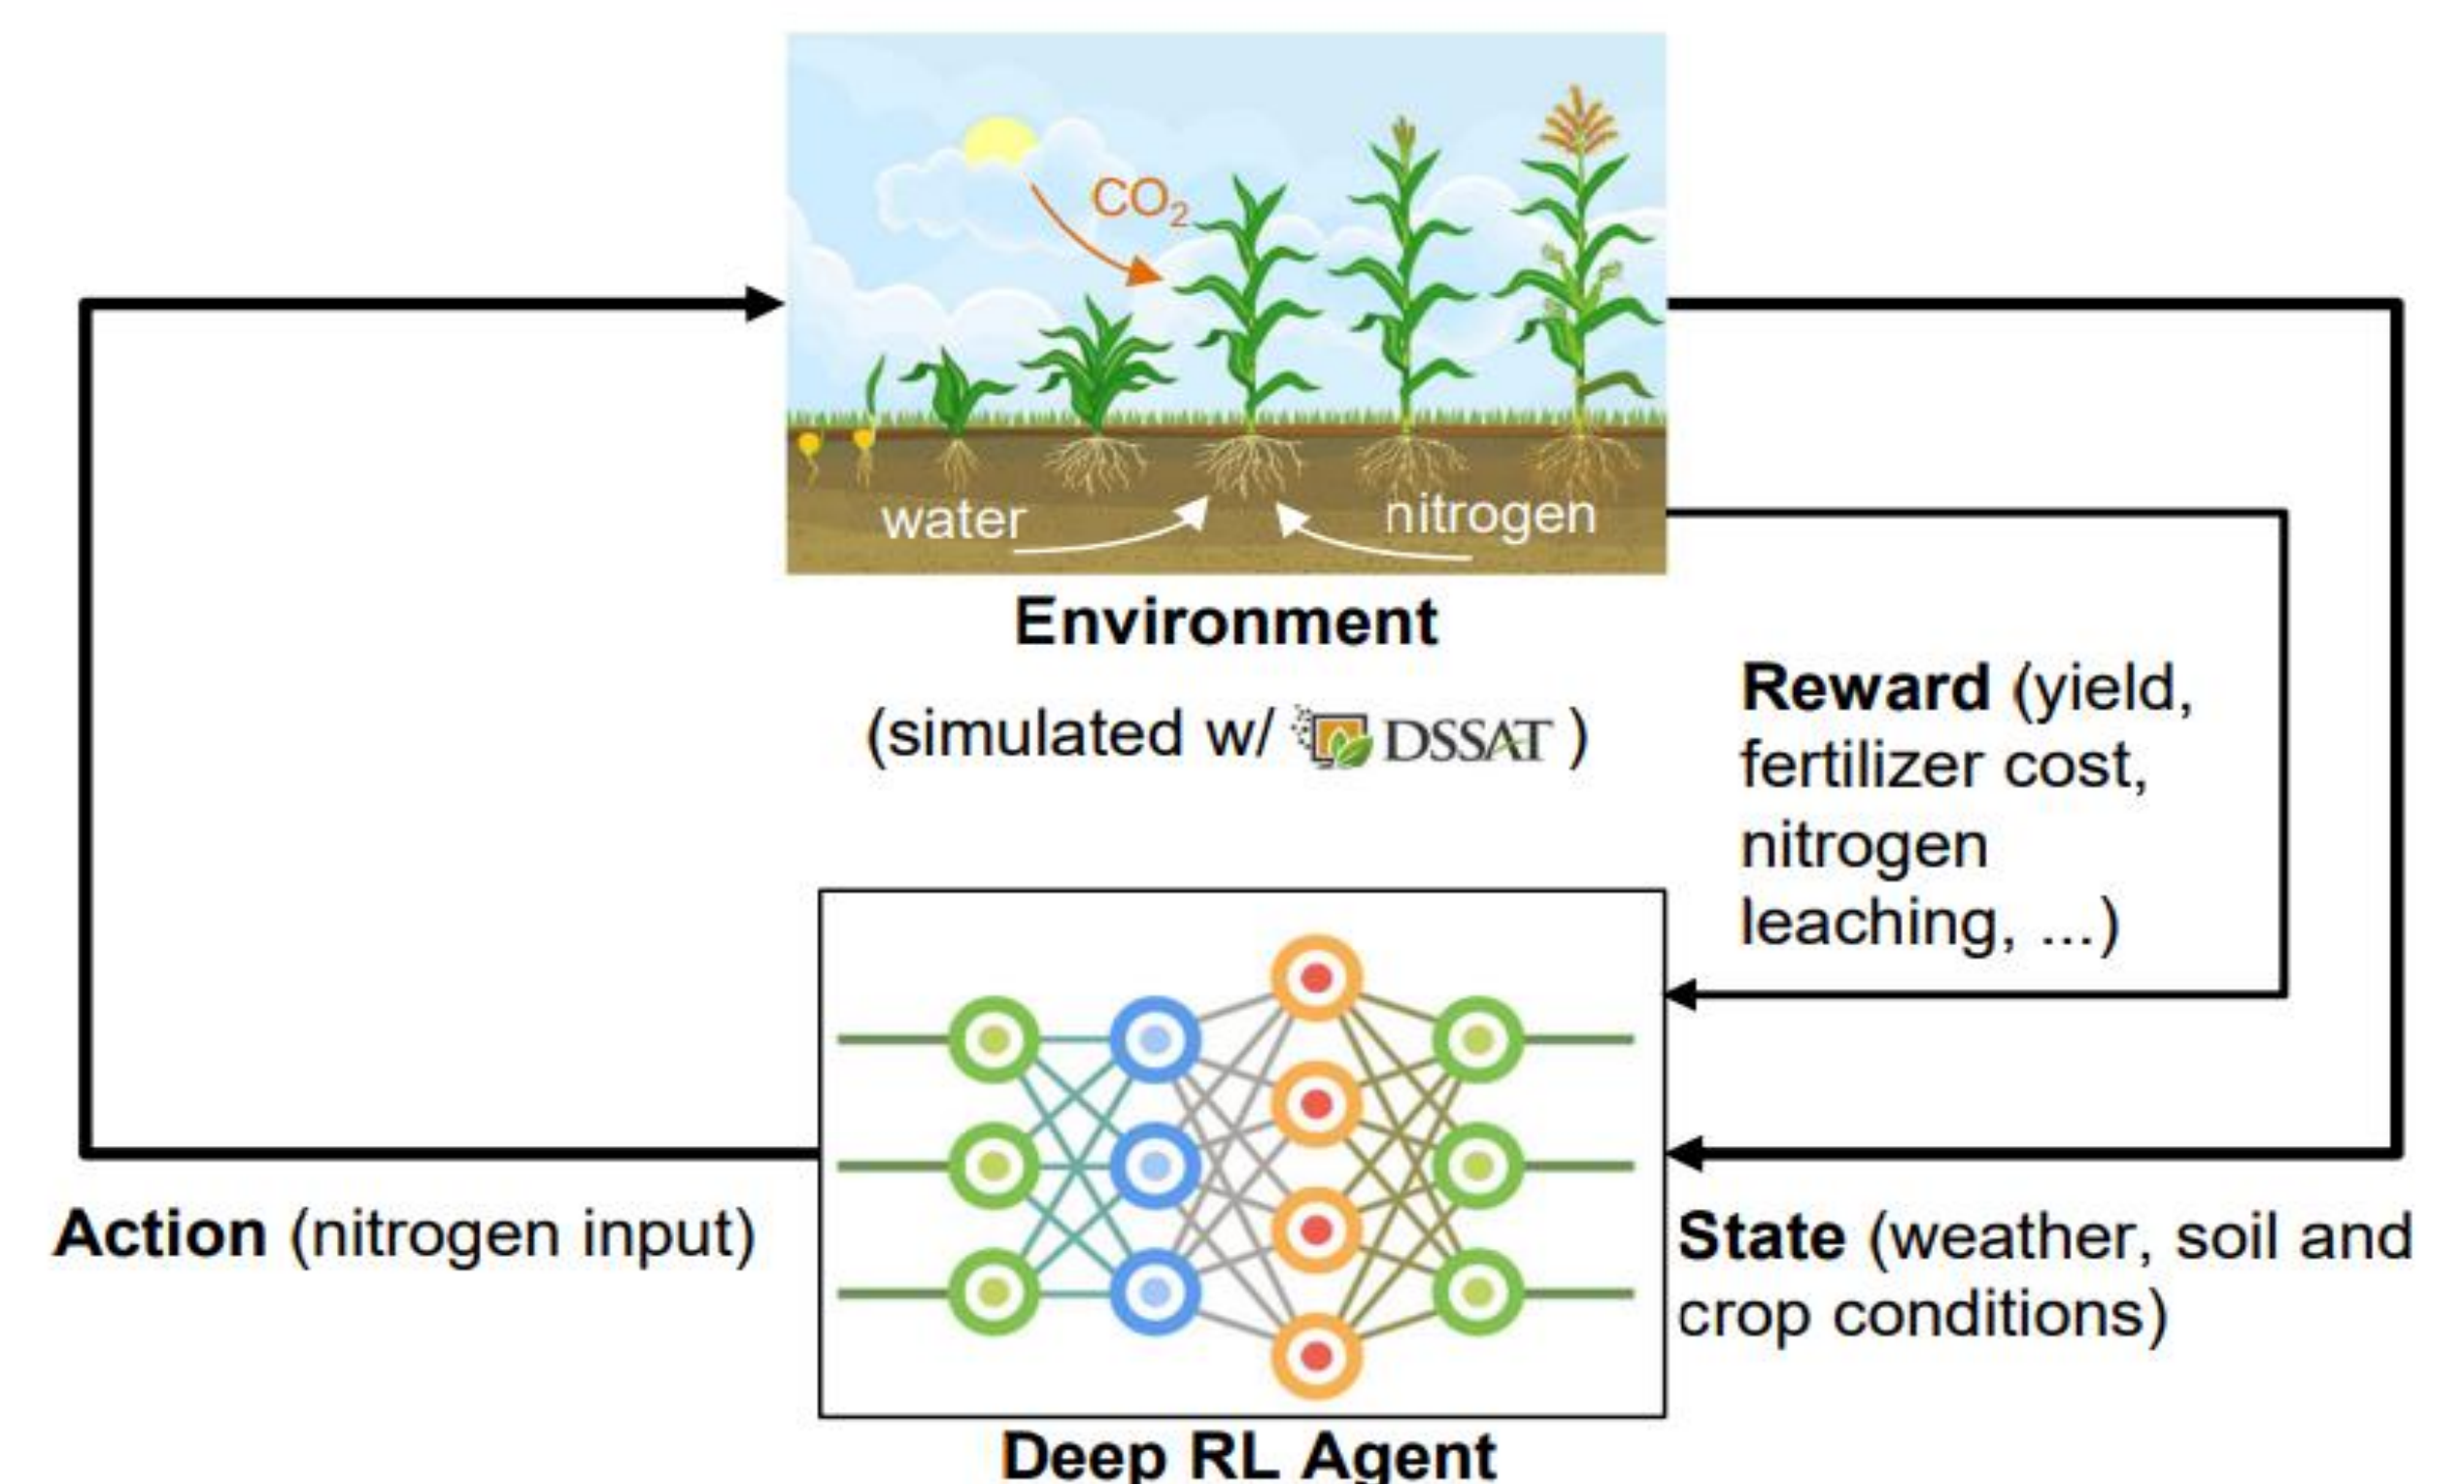 CO₂
water
nitrogen
Environment
(simulated w/ DSSAT )
Reward (yield,
fertilizer cost,
nitrogen
leaching, ...)
Action (nitrogen input)
State (weather, soil and
crop conditions)
Deep RL Agent